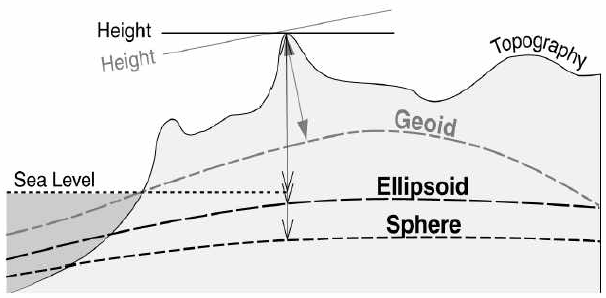 Height
Height
Topography
Geoid
Sea Level
Ellipsoid
Sphere